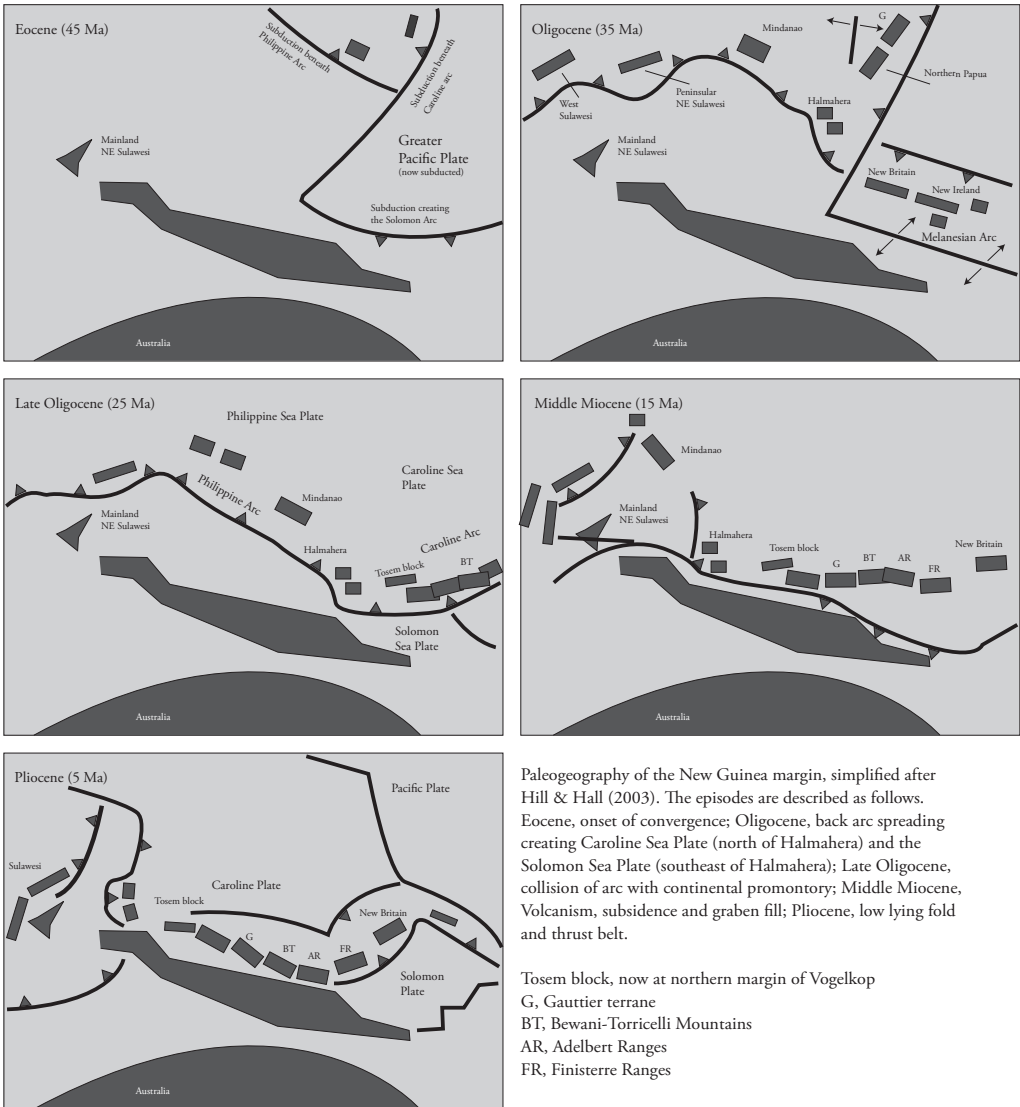 Eocene (45 Ma)
Subduction beneath
Philippine Arc
Subduction beneath
Caroline arc
Mainland
NE Sulawesi
Greater
Pacific Plate
(now subducted)
Subduction creating
the Solomon Arc
Australia
Oligocene (35 Ma)
G
Mindanao
Northern Papua
West
Sulawesi
Peninsular
NE Sulawesi
Halmahera
Mainland
NE Sulawesi
New Britain
New Ireland
Melanesian Arc
Australia
Late Oligocene (25 Ma)
Philippine Sea Plate
Caroline Sea
Plate
Philippine Arc
Mindanao
Mainland
NE Sulawesi
Halmahera
Caroline Arc
Tosem block
BT
Solomon
Sea Plate
Australia
Middle Miocene (15 Ma)
Mindanao
Mainland
NE Sulawesi
Halmahera
Tosem block
G
BT
AR
FR
New Britain
Australia
Pliocene (5 Ma)
Pacific Plate
Sulawesi
Caroline Plate
Tosem block
New Britain
G
BT
AR
FR
Solomon
Plate
Australia
Paleogeography of the New Guinea margin, simplified after
Hill & Hall (2003). The episodes are described as follows.
Eocene, onset of convergence; Oligocene, back arc spreading
creating Caroline Sea Plate (north of Halmahera) and the
Solomon Sea Plate (southeast of Halmahera); Late Oligocene,
collision of arc with continental promontory; Middle Miocene,
Volcanism, subsidence and graben fill; Pliocene, low lying fold
and thrust belt.
Tosem block, now at northern margin of Vogelkop
G, Gauttier terrane
BT, Bewani-Torricelli Mountains
AR, Adelbert Ranges
FR, Finisterre Ranges